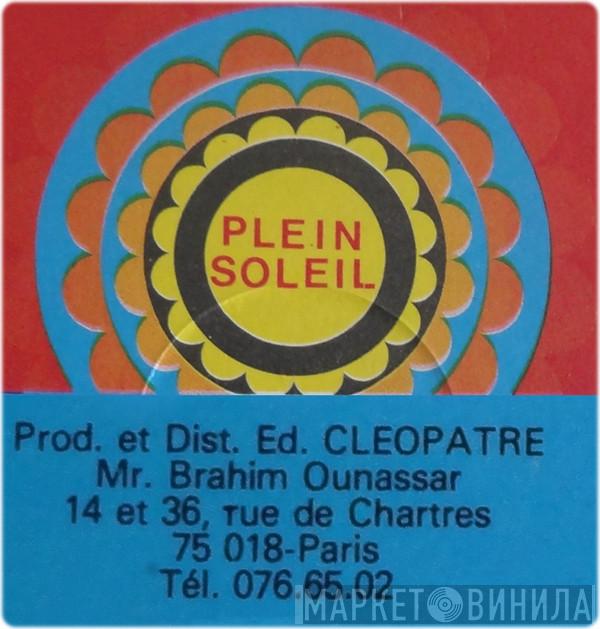 PLEIN
SOLEIL
Prod. et Dist. Ed. CLEOPATRE
Mr. Brahim Ounassar
14 et 36, rue de Chartres
75 018-Paris
Tél. 076.65.02
МАРКЕТ ВИНИЛА